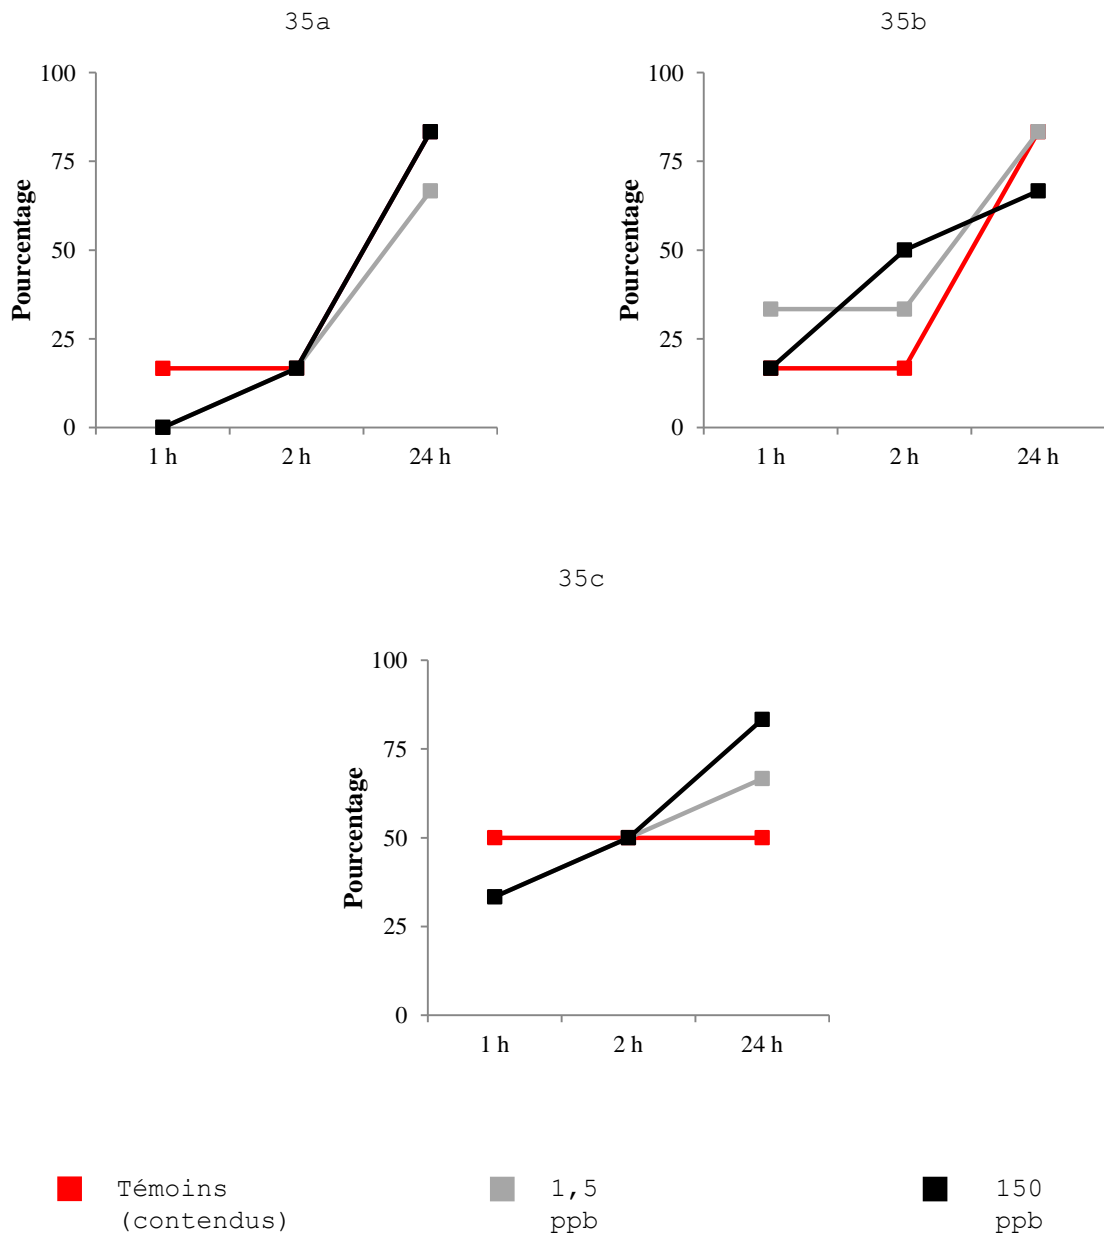 35a
100
75
50
25
0
Pourcentage
1 h
2 h
24 h
35b
100
75
50
25
0
Pourcentage
1 h
2 h
24 h
35c
100
75
50
25
0
Pourcentage
1 h
2 h
24 h
Témoins
(contendus)
1,5
ppb
150
ppb